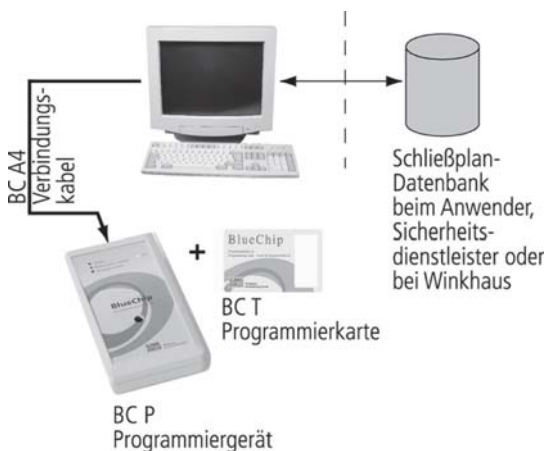 BC A4
Verbindungs-
kabel
Schließplan-
Datenbank
beim Anwender,
Sicherheits-
dienstleister oder
bei Winkhaus
+
BlueChip
BC T
Programmierkarte
BlueChip
BC P
Programmiergerät